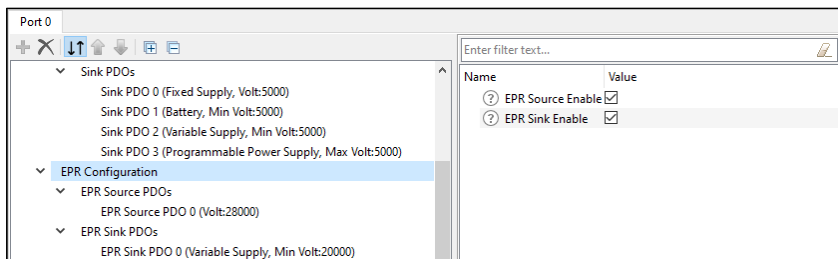 Port 0
Enter filter text...
Sink PDOs
Sink PDO 0 (Fixed Supply, Volt:5000)
Sink PDO 1 (Battery, Min Volt:5000)
Sink PDO 2 (Variable Supply, Min Volt:5000)
Sink PDO 3 (Programmable Power Supply, Max Volt:5000)
EPR Configuration
EPR Source PDOs
EPR Source PDO 0 (Volt:28000)
EPR Sink PDOs
EPR Sink PDO 0 (Variable Supply, Min Volt:20000)
Name Value
EPR Source Enable
EPR Sink Enable